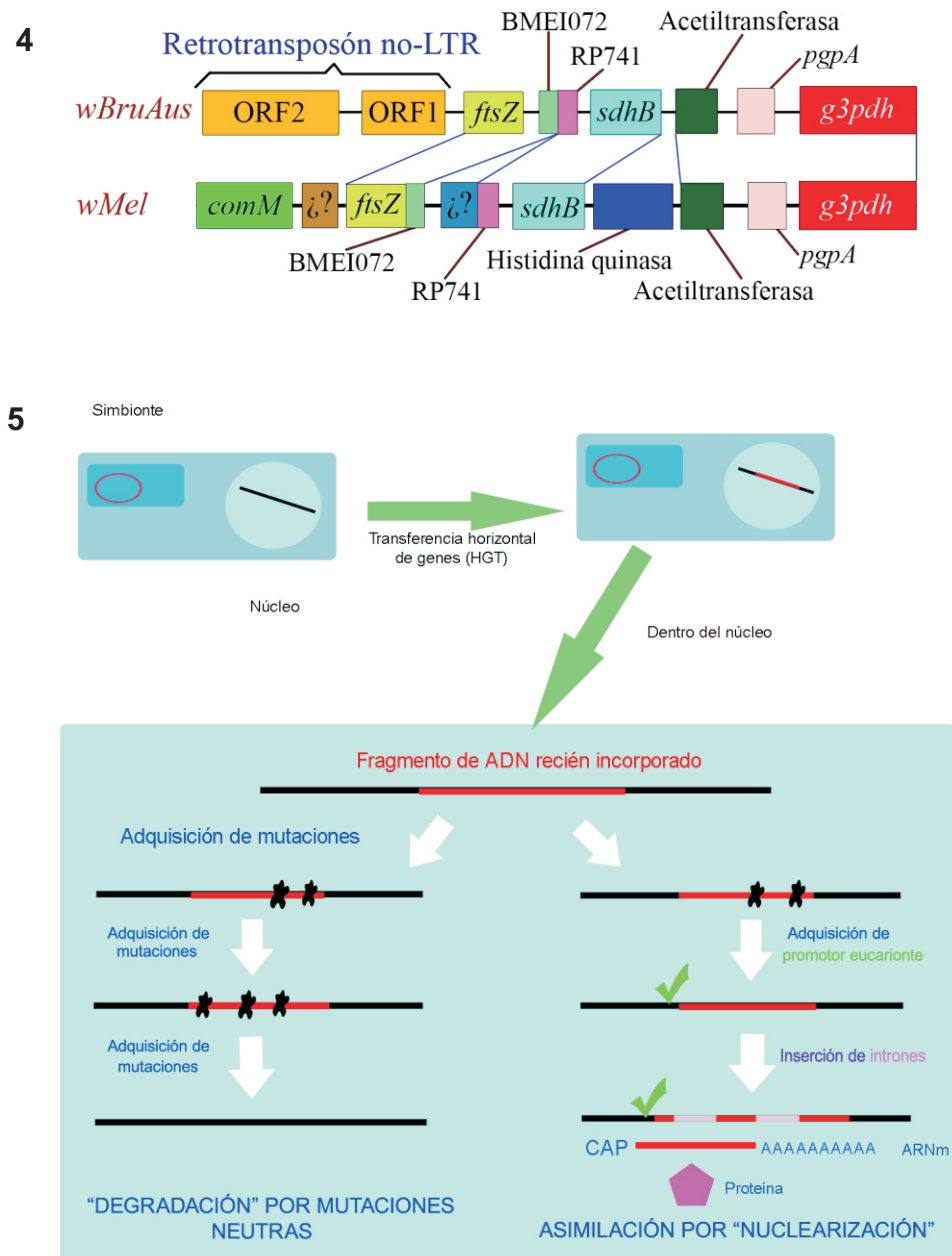 4
BMEI072
Acetiltransferasa
Retrotransposón no-LTR
RP741
pgpA
wBruAus
ORF2
ORF1
ftsZ
sdhB
g3pdh
wMel
comM
¿?
ftsZ
¿?
sdhB
g3pdh
BMEI072
Histidina quinasa
pgpA
RP741
Acetiltransferasa
5
Simbionte
Transferencia horizontal
de genes (HGT)
Núcleo
Dentro del núcleo
Fragmento de ADN recién incorporado
Adquisición de mutaciones
Adquisición de
mutaciones
Adquisición de
promotor eucarionte
Adquisición de
mutaciones
Inserción de intrones
CAP
AAAAAAAAAA
ARNm
Proteina
"DEGRADACIÓN" POR MUTACIONES
NEUTRAS
ASIMILACIÓN POR "NUCLEARIZACIÓN"